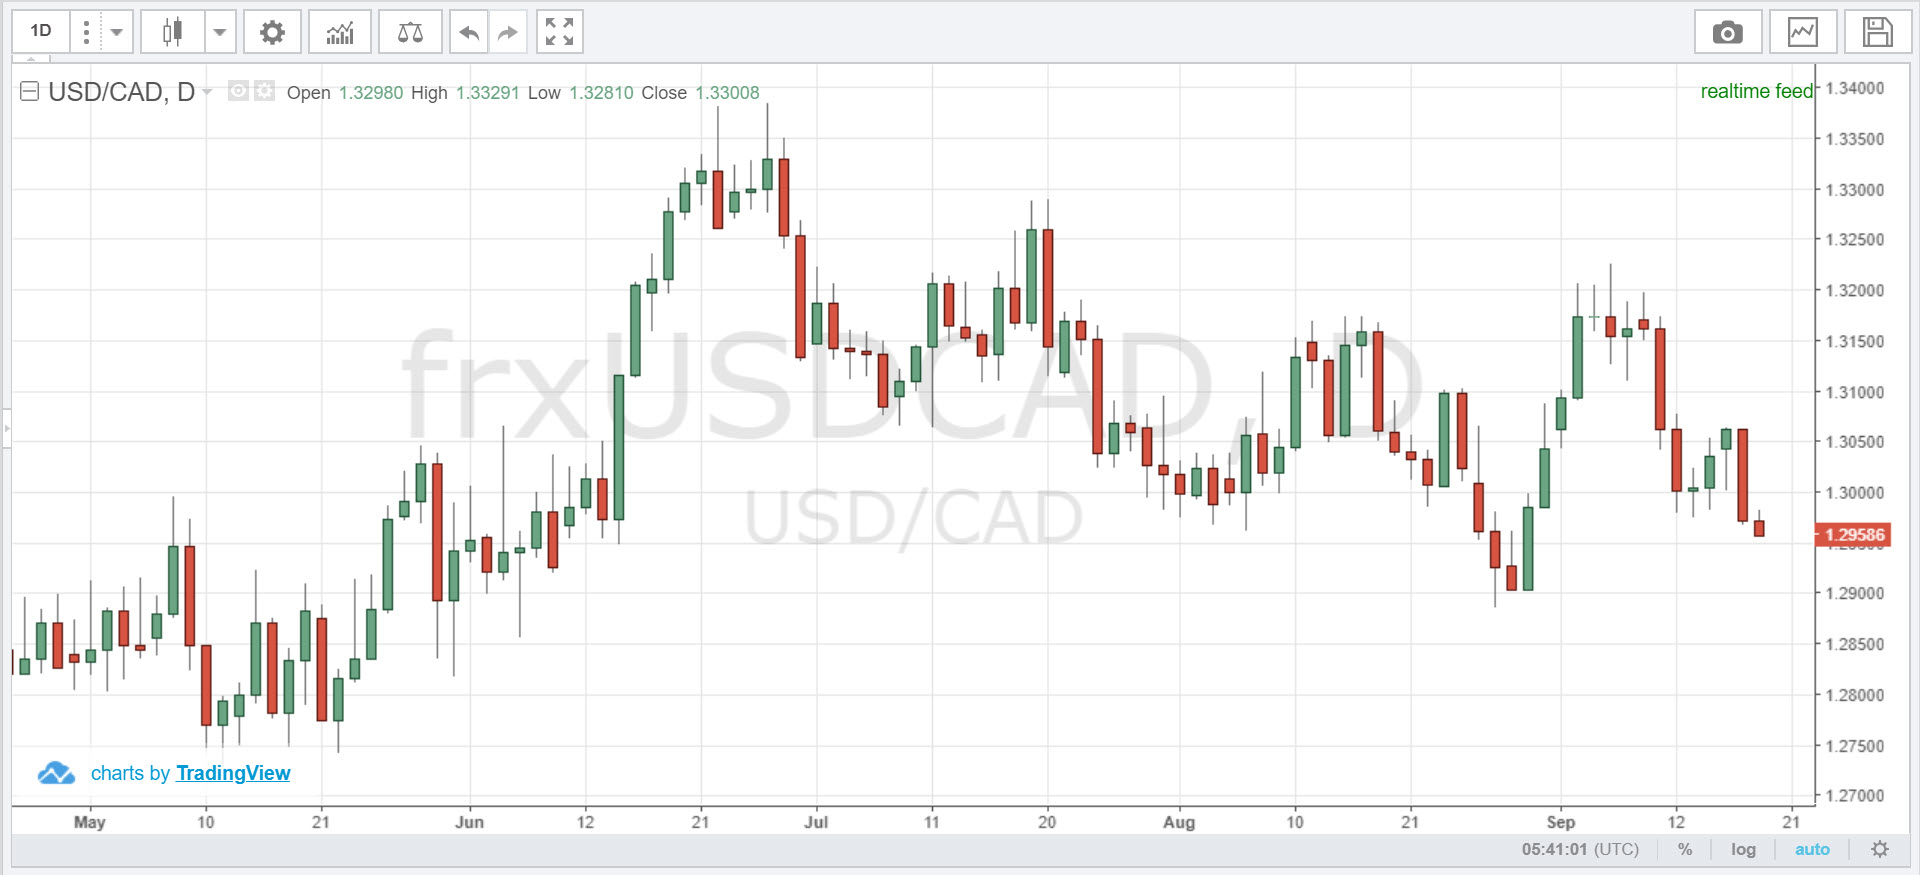 1D
USD/CAD, D Open 1.32980 High 1.33291 Low 1.32810 Close 1.33008
realtime feed
1.34000
1.33500
1.33000
1.32500
1.32000
1.31500
1.31000
1.30500
1.30000
1.29586
1.29500
1.29000
1.28500
1.28000
1.27500
1.27000
frxUSDCAD, D
USD/CAD
charts by TradingView
May 10 21 Jun 12 21 Jul 11 20 Aug 10 21 Sep 12 21
05:41:01 (UTC) % log auto